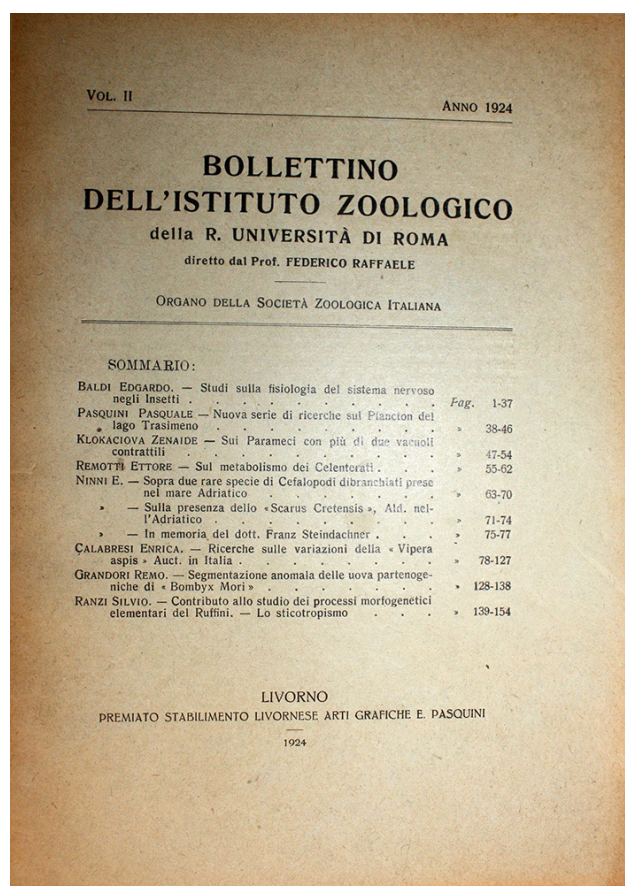 VOL. II
ANNO 1924
BOLLETTINO
DELL'ISTITUTO ZOOLOGICO
della R. UNIVERSITÀ DI ROMA
diretto dal Prof. FEDERICO RAFFAELE
ORGANO DELLA SOCIETÀ ZOOLOGICA ITALIANA
SOMMARIO:
BALDI EDGARDO. — Studi sulla fisiologia del sistema nervoso
negli Insetti . . . . . . . . . . Pag. 1-37
PASQUINI PASQUALE — Nuova serie di ricerche sul Plancton del
lago Trasimeno . . . . . . . . . » 38-46
KLOKACIOVA ZENAIDE — Sui Parameci con più di due vacuoli
contrattili . . . . . . . . . . » 47-54
REMOTTI ETTORE — Sul metabolismo dei Celenterati . . . » 55-62
NINNI E. — Sopra due rare specie di Cefalopodi dibranchiati prese
nel mare Adriatico . . . . . . . . » 63-70
» — Sulla presenza dello «Scarus Cretensis», Ald. nel-
l'Adriatico . . . . . . . . . » 71-74
» — In memoria del dott. Franz Steindachner . . . » 75-77
CALABRESI ENRICA. — Ricerche sulle variazioni della « Vipera
aspis » Auct. in Italia . . . . . . . . » 78-127
GRANDORI REMO. — Segmentazione anomala delle uova partenoge-
niche di « Bombyx Mori » . . . . . . . » 128-138
RANZI SILVIO. — Contributo allo studio dei processi morfogenetici
elementari del Ruffini. — Lo sticotropismo . . . » 139-154
LIVORNO
PREMIATO STABILIMENTO LIVORNESE ARTI GRAFICHE E. PASQUINI
1924